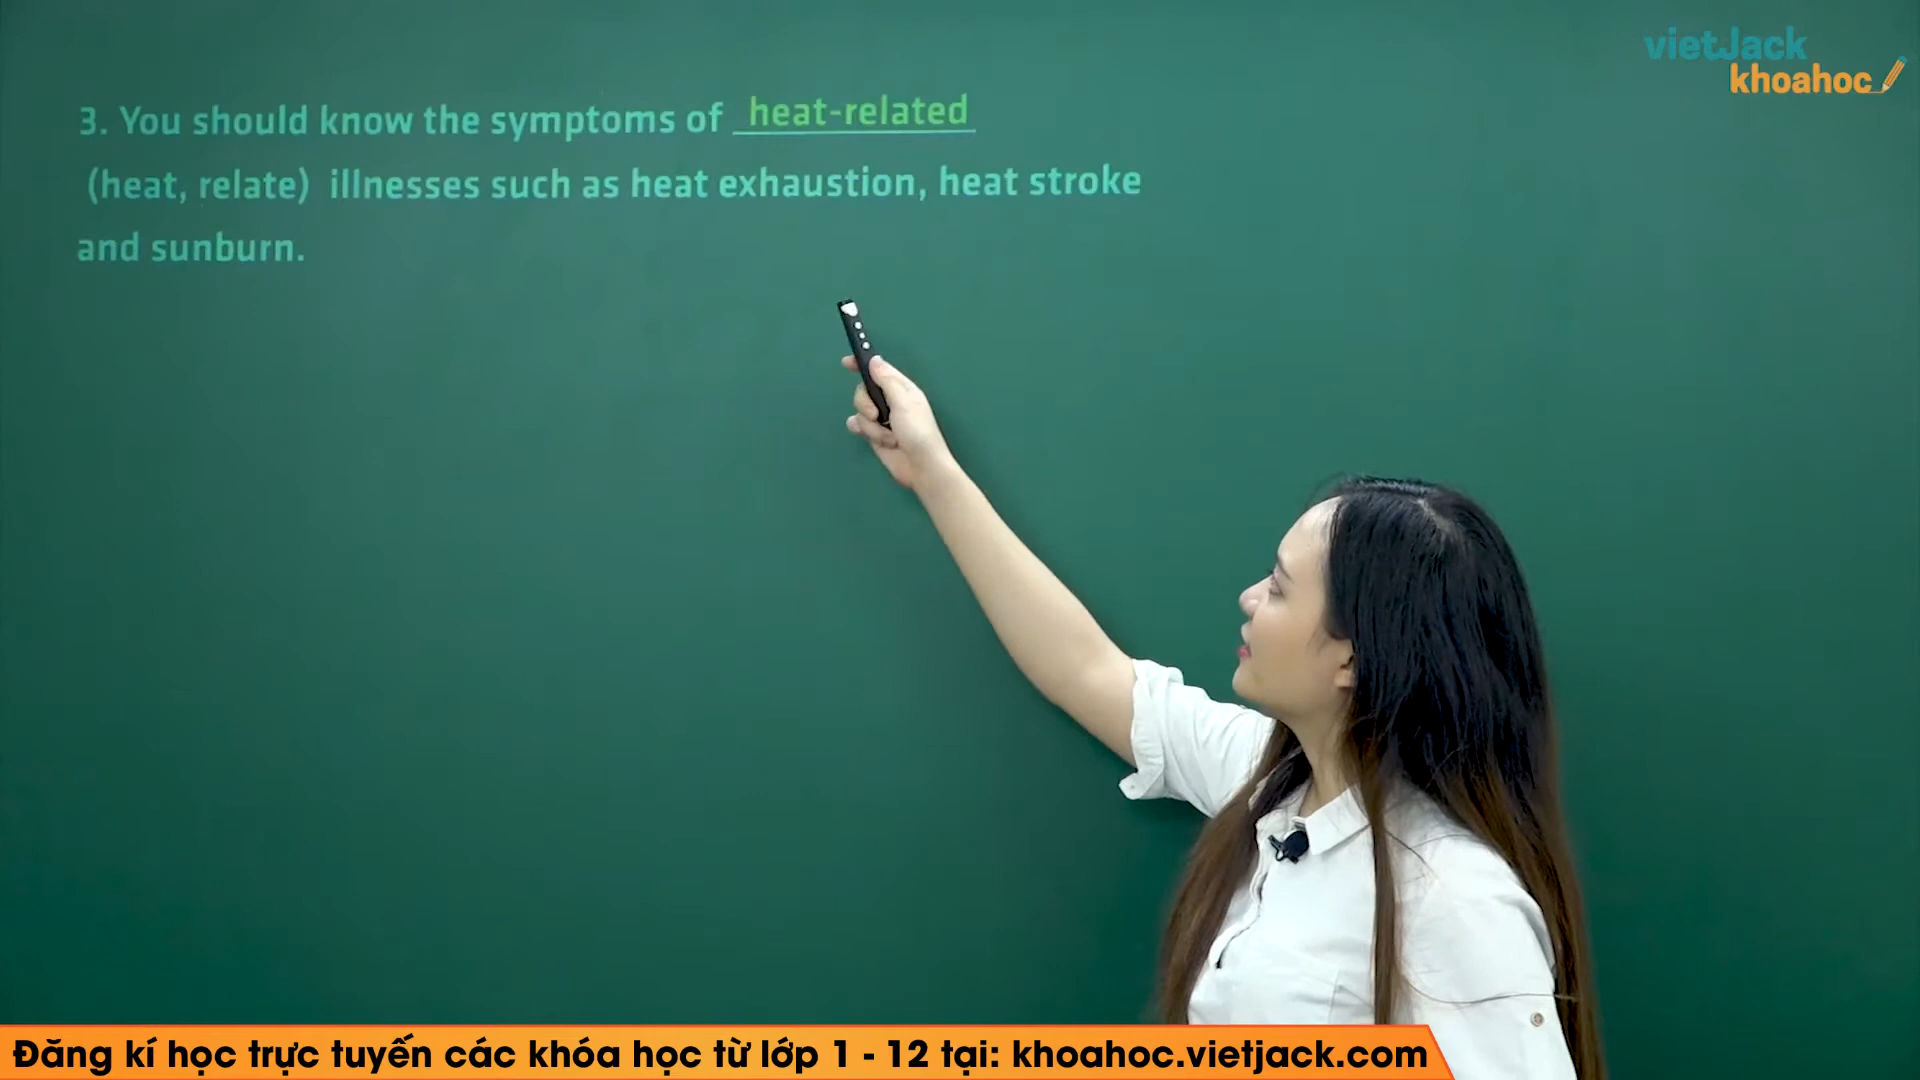 vietJack
khoahoc
3. You should know the symptoms of heat-related
(heat, relate) illnesses such as heat exhaustion, heat stroke
and sunburn.
Đăng kí học trực tuyến các khóa học từ lớp 1 - 12 tại: khoahoc.vietjack.com